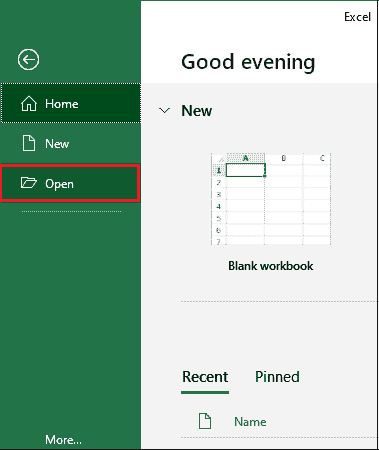 Excel
Good evening
Home
New
Open
New
A B C
1
2
3
4
5
6
7
Blank workbook
Recent Pinned
Name
More...